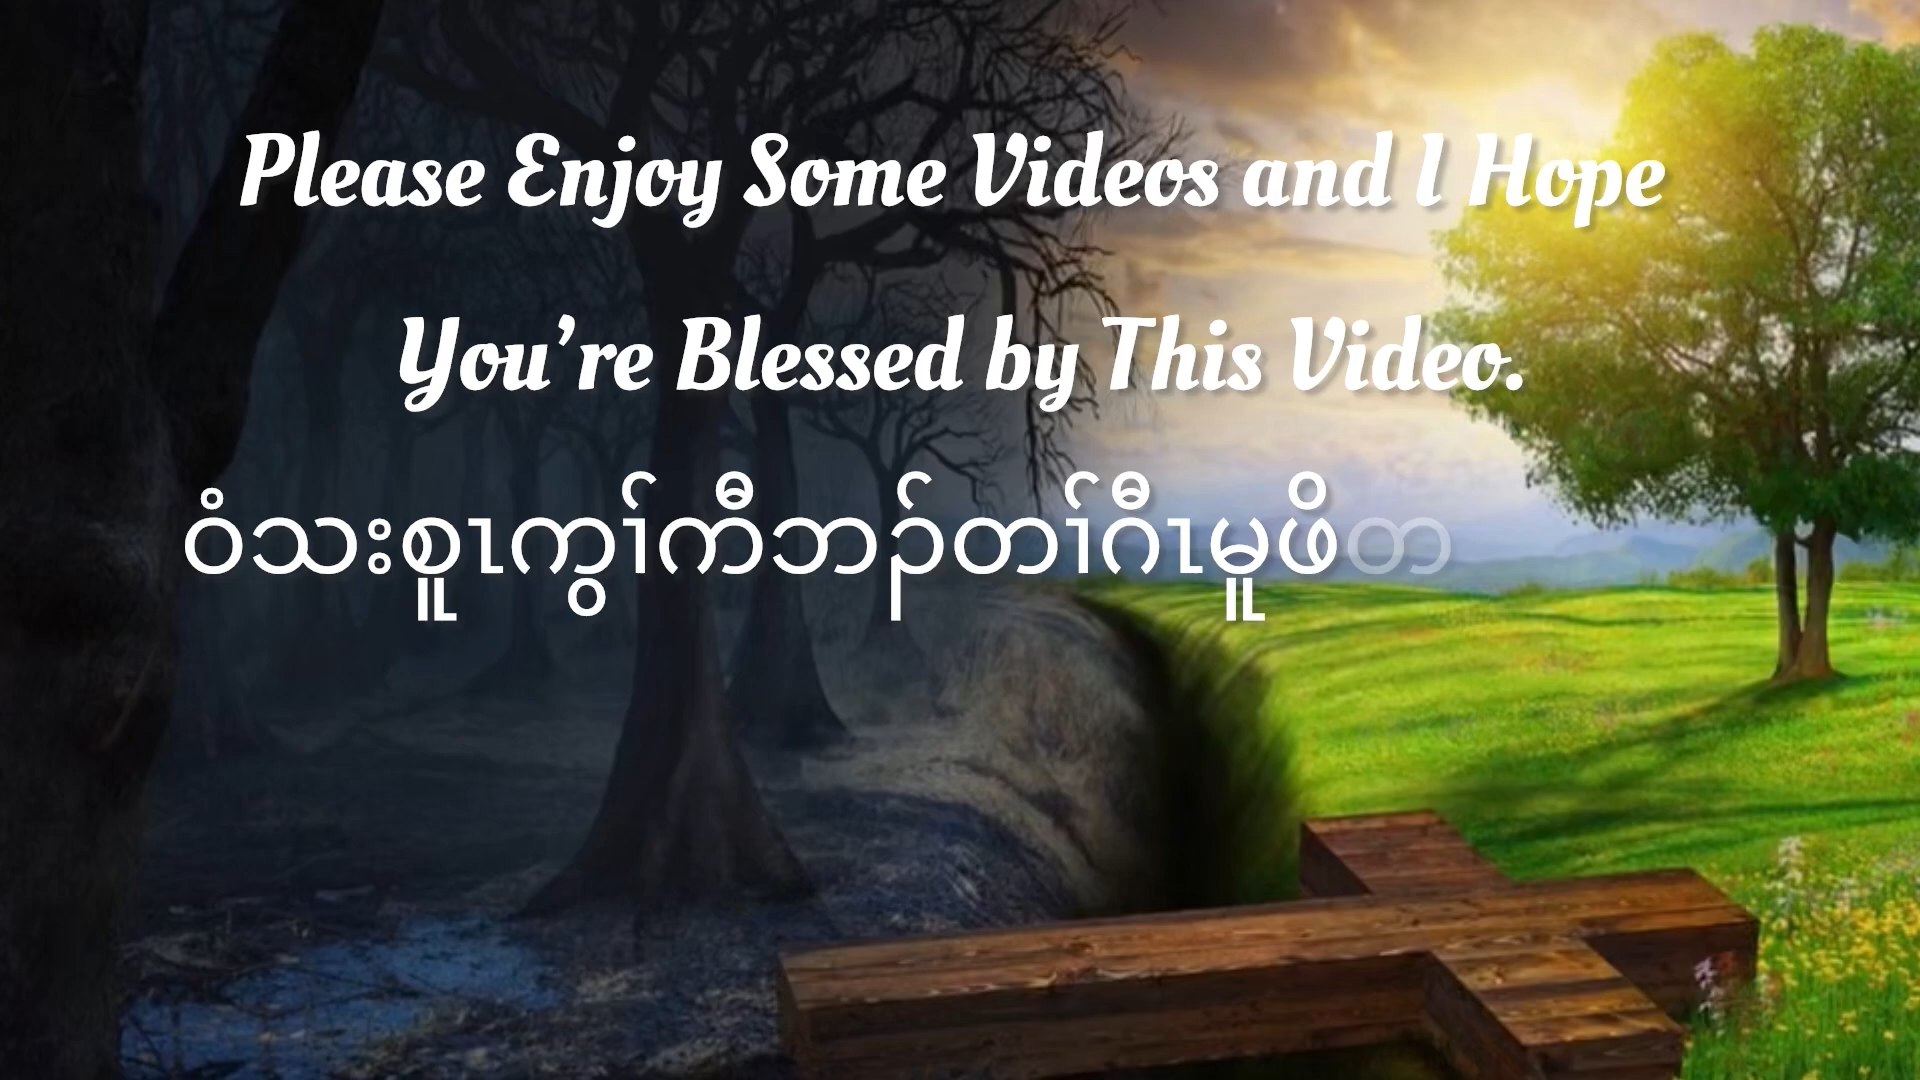 Please Enjoy Some Videos and I Hope
You’re Blessed by This Video.
ဝံသးစူၤကွၢ်ကီဘၣ်တၢ်ဂီၤမူဖိတ